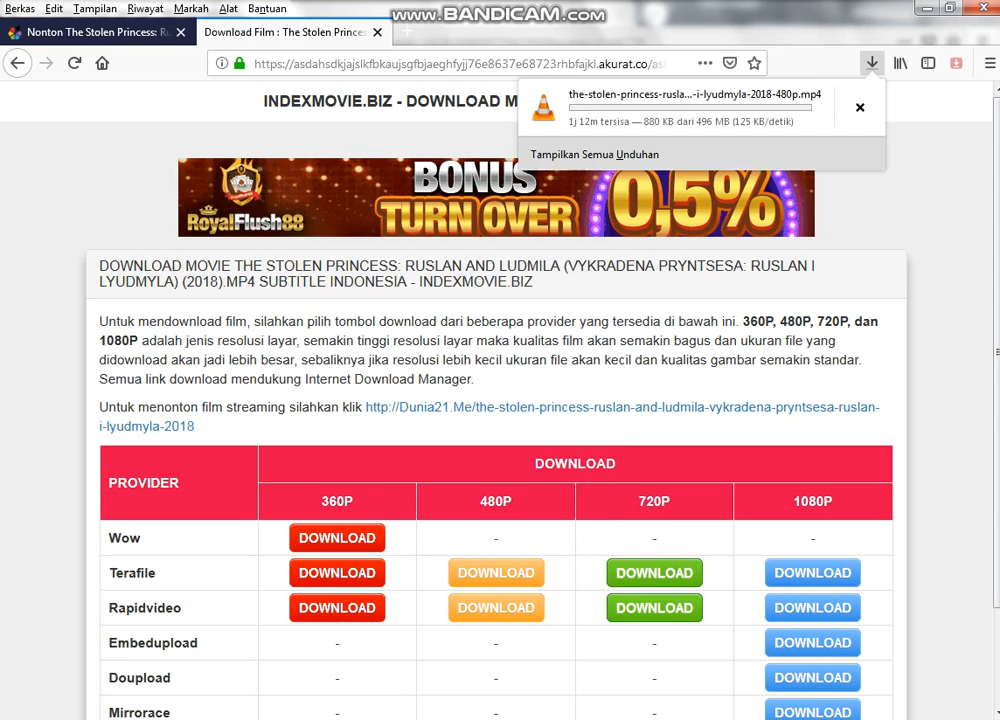 Berkas Edit Tampilan Riwayat Markah Alat Bantuan
www.BANDICAM.com
Nonton The Stolen Princess: Ru
Download Film : The Stolen Princes
https://asdahsdkjajslkfbkaujsgfbjaeghfyjj76e8637e68723rhbfajkl.akurat.co/as
INDEXMOVIE.BIZ - DOWNLOAD M
the-stolen-princess-rusla...-i-lyudmyla-2018-480p.mp4
1j 12m tersisa — 880 KB dari 496 MB (125 KB/detik)
Tampilkan Semua Unduhan
RoyalFlush88
BONUS
TURN OVER
0,5%
DOWNLOAD MOVIE THE STOLEN PRINCESS: RUSLAN AND LUDMILA (VYKRADENA PRYNTSESA: RUSLAN I
LYUDMYLA) (2018).MP4 SUBTITLE INDONESIA - INDEXMOVIE.BIZ
Untuk mendownload film, silahkan pilih tombol download dari beberapa provider yang tersedia di bawah ini. 360P, 480P, 720P, dan
1080P adalah jenis resolusi layar, semakin tinggi resolusi layar maka kualitas film akan semakin bagus dan ukuran file yang
didownload akan jadi lebih besar, sebaliknya jika resolusi lebih kecil ukuran file akan kecil dan kualitas gambar semakin standar.
Semua link download mendukung Internet Download Manager.
Untuk menonton film streaming silahkan klik http://Dunia21.Me/the-stolen-princess-ruslan-and-ludmila-vykradena-pryntsesa-ruslan-
i-lyudmyla-2018
PROVIDER DOWNLOAD
360P 480P 720P 1080P
Wow DOWNLOAD - - -
Terafile DOWNLOAD DOWNLOAD DOWNLOAD DOWNLOAD
Rapidvideo DOWNLOAD DOWNLOAD DOWNLOAD DOWNLOAD
Embedupload - - - DOWNLOAD
Doupload - - - DOWNLOAD
Mirrorace - - - DOWNLOAD